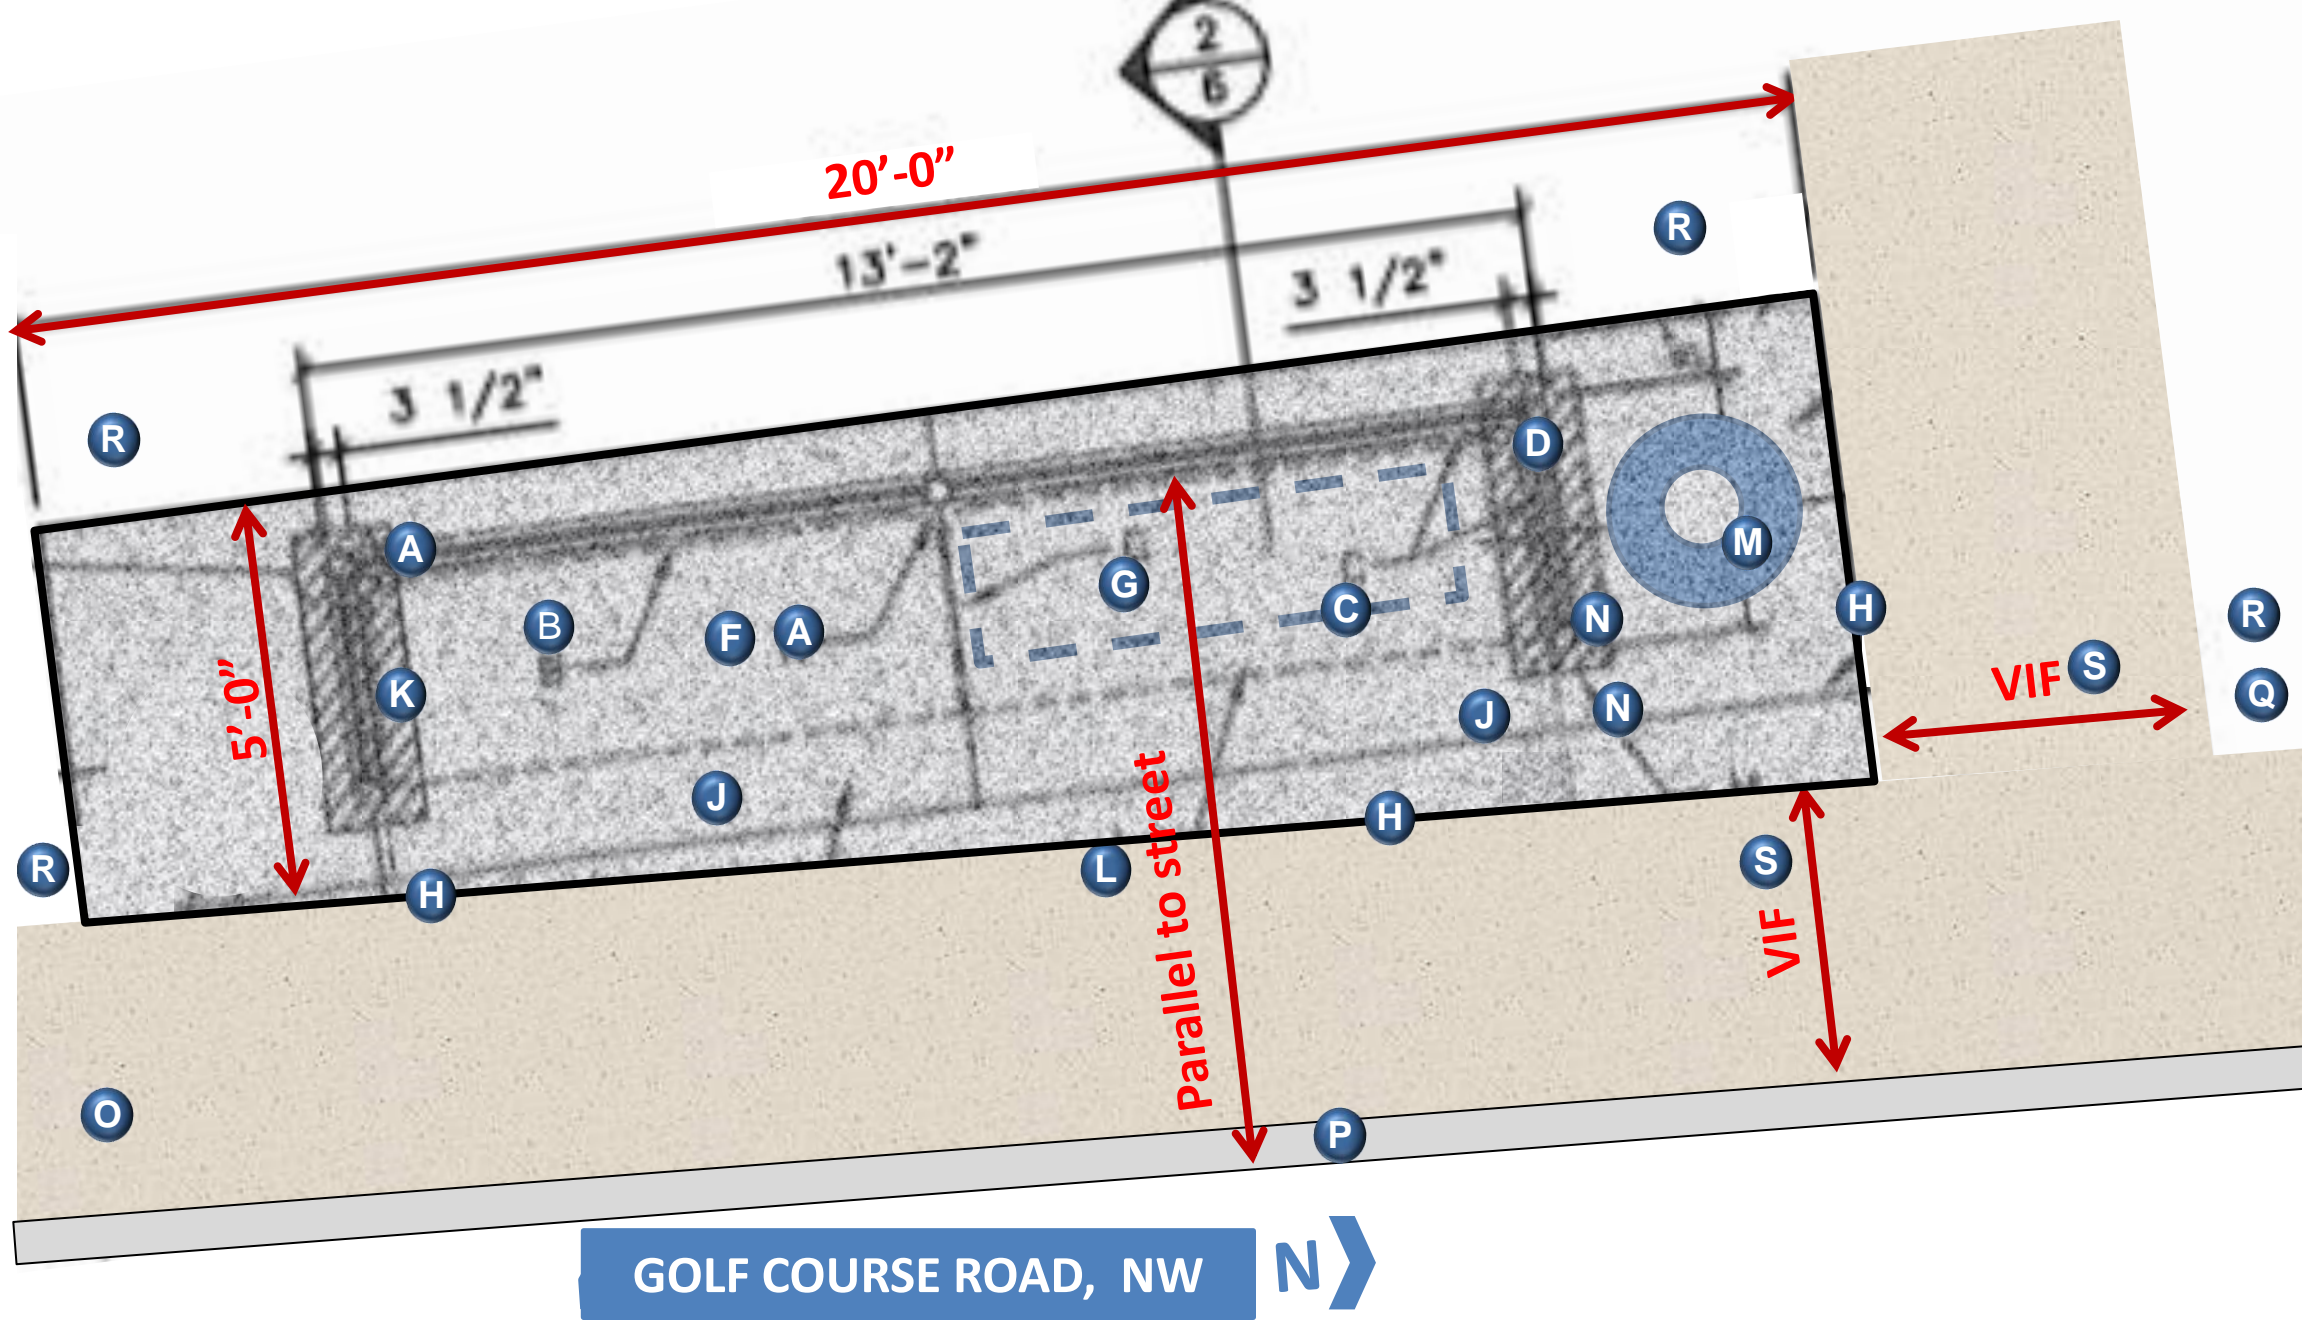 2
6
20’-0”
13'-2"
3 1/2"
R
3 1/2"
R
D
A
M
G
B
F
A
C
N
H
R
K
5’-0”
VIF
S
Q
J
N
J
H
L
S
R
H
Parallel to street
VIF
O
P
GOLF COURSE ROAD, NW
N